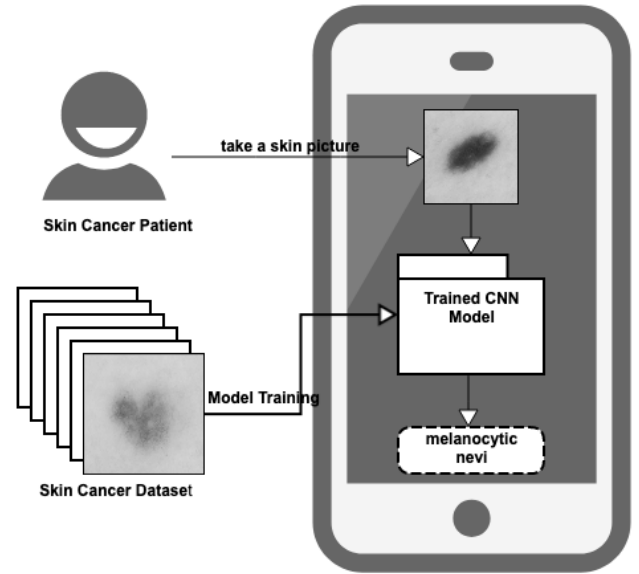 take a skin picture
Skin Cancer Patient
Trained CNN
Model
Model Training
melanocytic
nevi
Skin Cancer Dataset